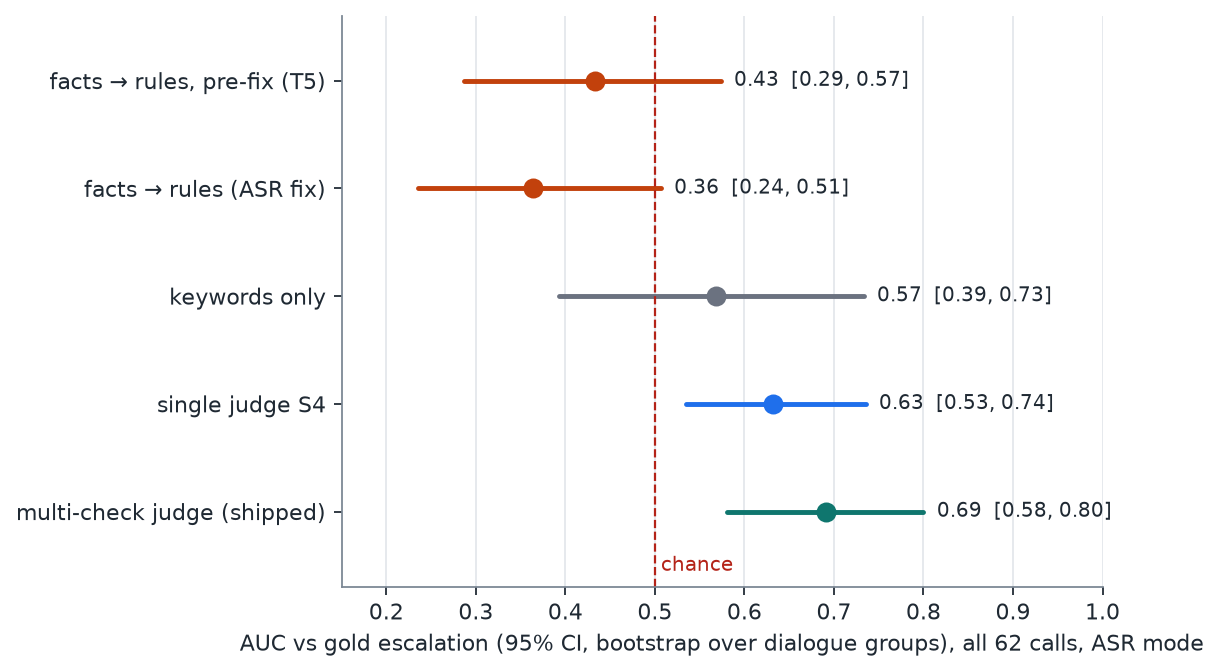 facts → rules, pre-fix (T5)
0.43 [0.29, 0.57]
facts → rules (ASR fix)
0.36 [0.24, 0.51]
keywords only
0.57 [0.39, 0.73]
single judge S4
0.63 [0.53, 0.74]
multi-check judge (shipped)
0.69 [0.58, 0.80]
chance
0.2 0.3 0.4 0.5 0.6 0.7 0.8 0.9 1.0
AUC vs gold escalation (95% CI, bootstrap over dialogue groups), all 62 calls, ASR mode